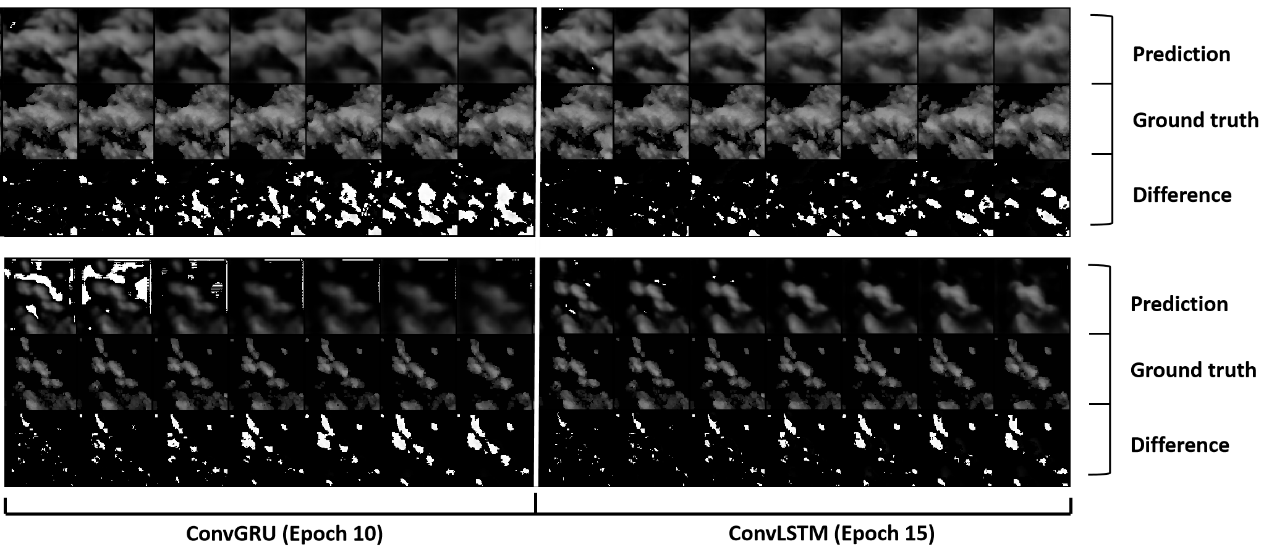 Prediction
Ground truth
Difference
Prediction
Ground truth
Difference
ConvGRU (Epoch 10)
ConvLSTM (Epoch 15)